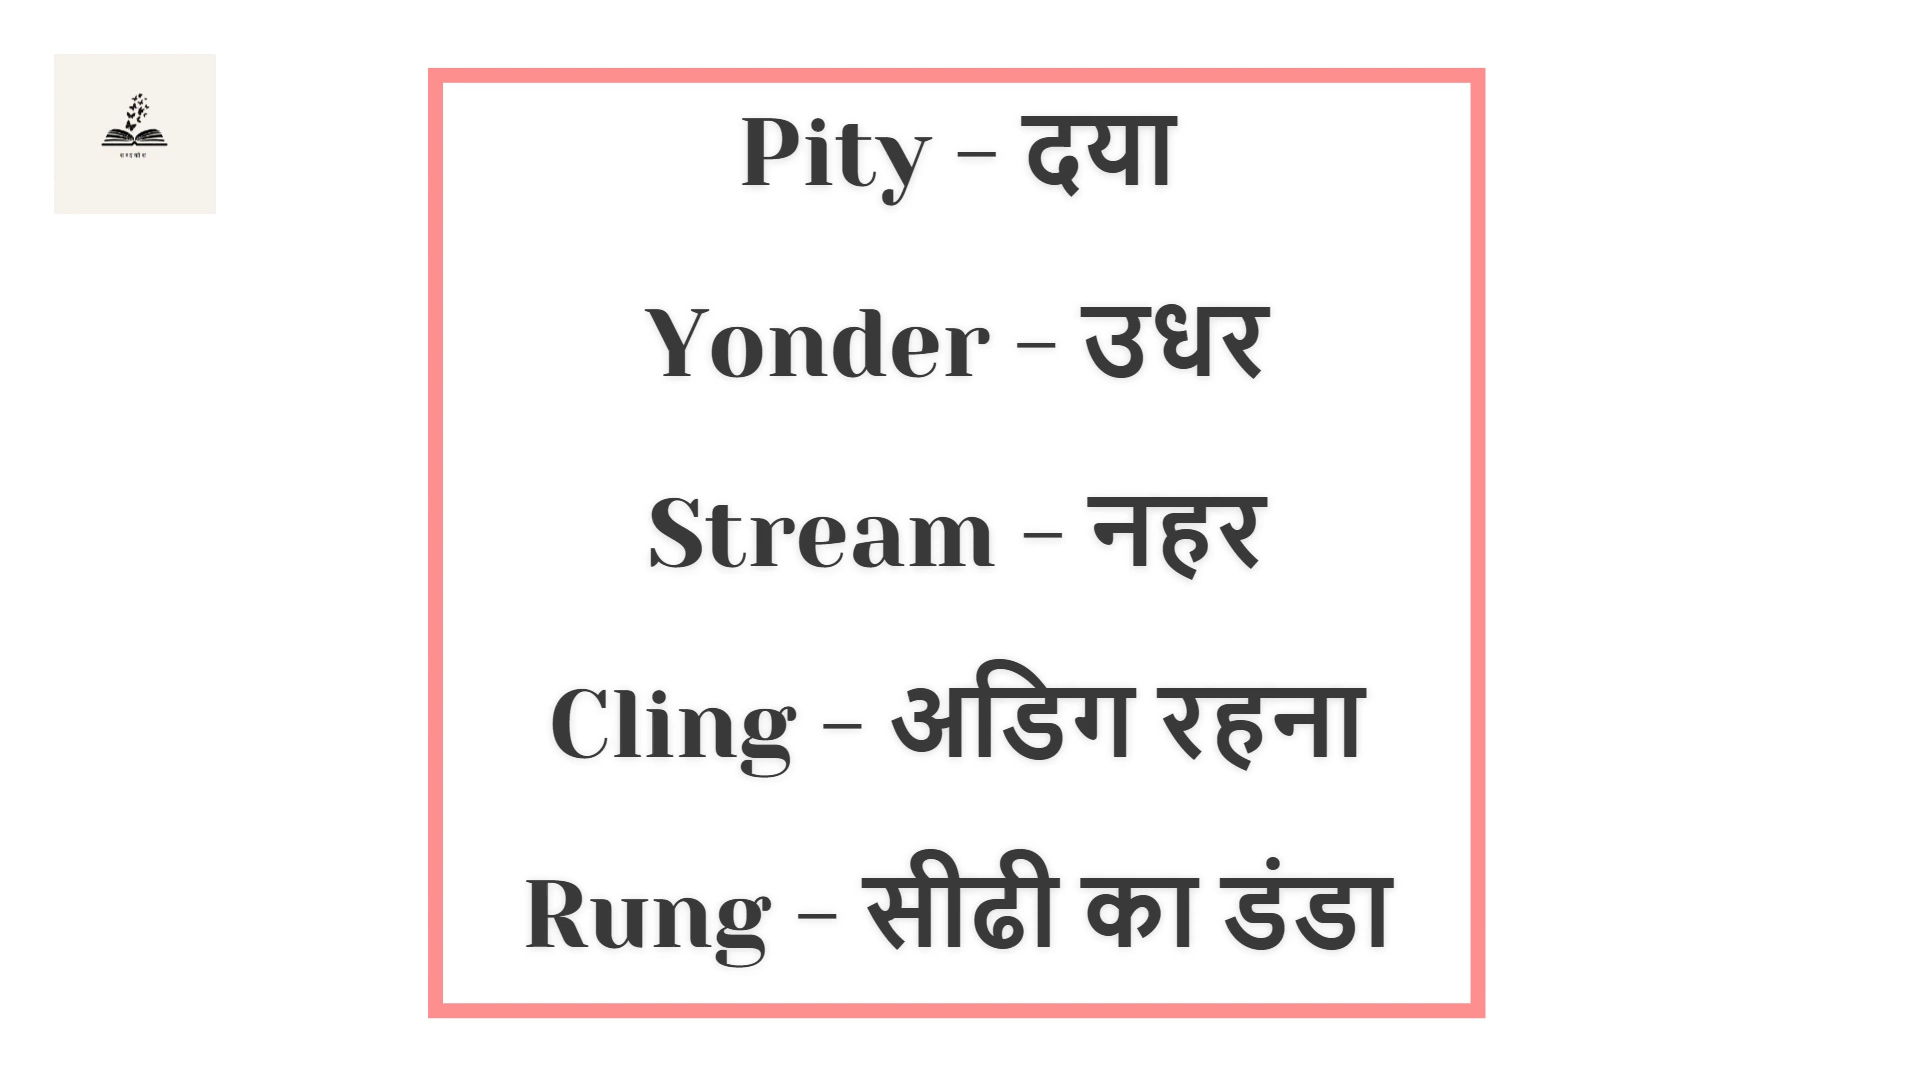 Pity – दया
Yonder – उधर
Stream – नहर
Cling – अडिग रहना
Rung – सीढी का डंडा